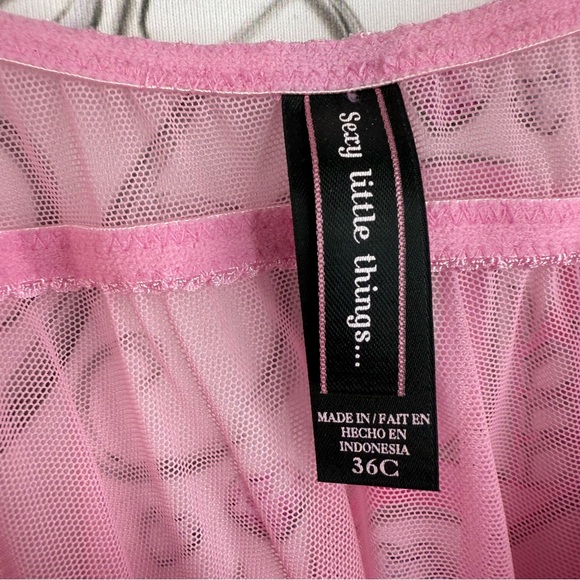 Sexy little things...
MADE IN / FAIT EN
HECHO EN
INDONESIA
36C